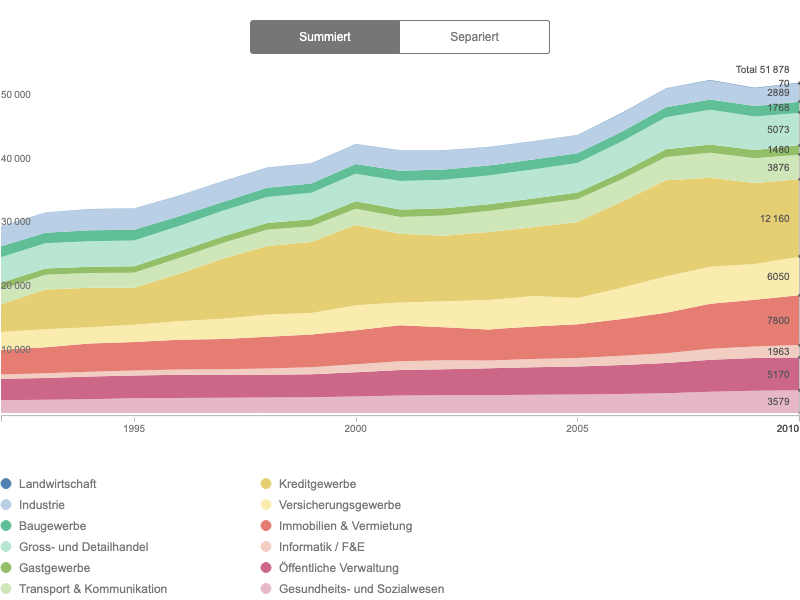 Summiert
Separiert
Total 51 878
70
50 000
2889
1768
5073
40 000
1480
3876
30 000
12 160
20 000
6050
7800
10 000
1963
5170
3579
1995
2000
2005
2010
Landwirtschaft
Industrie
Baugewerbe
Gross- und Detailhandel
Gastgewerbe
Transport & Kommunikation
Kreditgewerbe
Versicherungsgewerbe
Immobilien & Vermietung
Informatik / F&E
Öffentliche Verwaltung
Gesundheits- und Sozialwesen